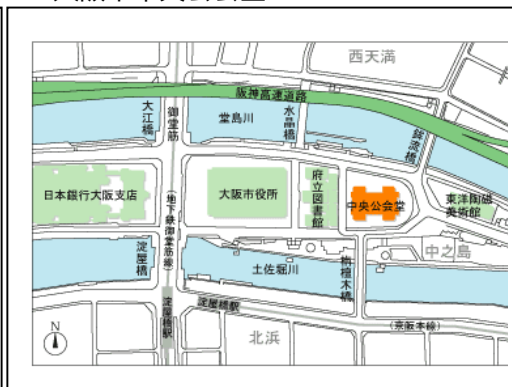 西天満
阪神高速道路
大江橋
御堂筋
堂島川
水晶橋
鉾流橋
日本銀行大阪支店
(地下鉄御堂筋線)
大阪市役所
府立図書館
中央公会堂
東洋陶磁
美術館
中之島
淀屋橋
土佐堀川
栴檀木橋
淀屋橋駅
淀屋橋駅
(京阪本線)
北浜
N